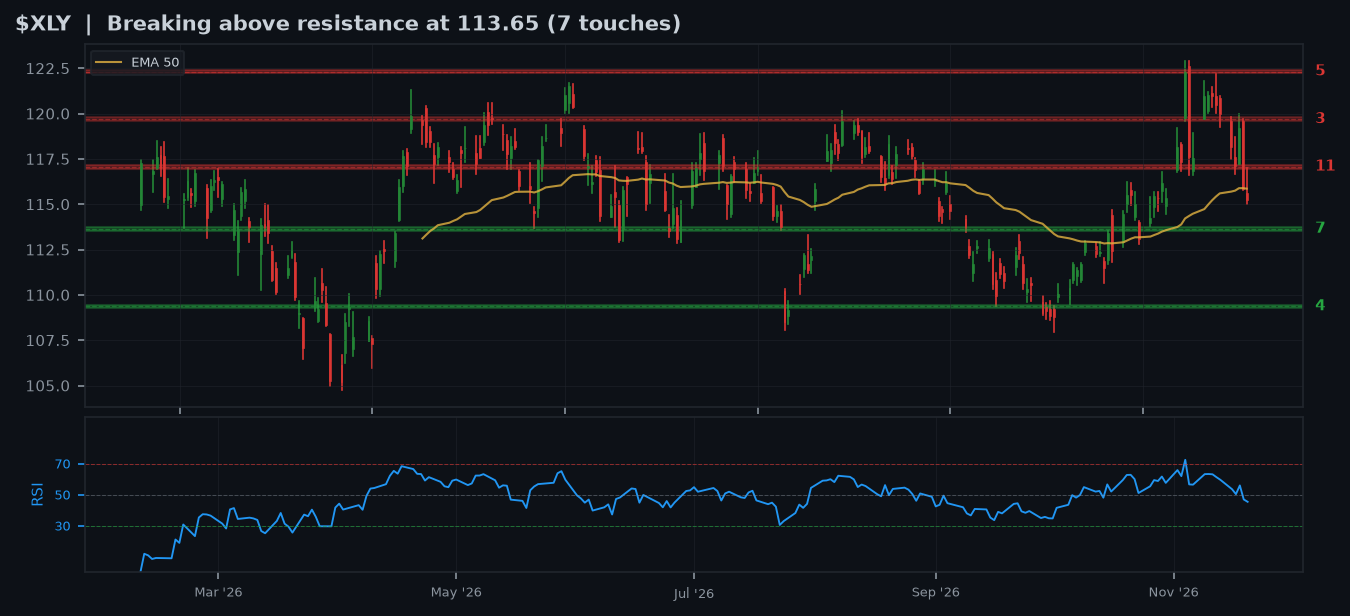 $XLY | Breaking above resistance at 113.65 (7 touches)
EMA 50
122.5
120.0
117.5
115.0
112.5
110.0
107.5
105.0
5
3
11
7
4
RSI
70
50
30
Mar '26
May '26
Jul '26
Sep '26
Nov '26